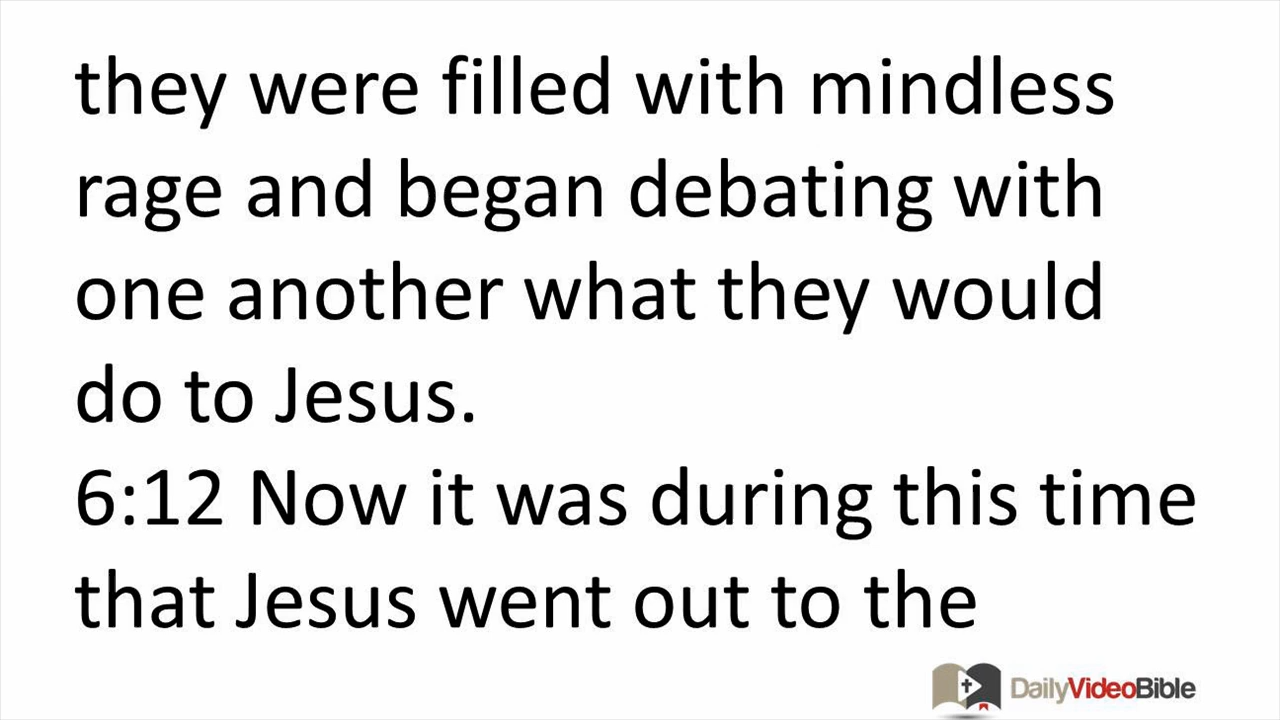 they were filled with mindless
rage and began debating with
one another what they would
do to Jesus.
6:12 Now it was during this time
that Jesus went out to the
DailyVideoBible